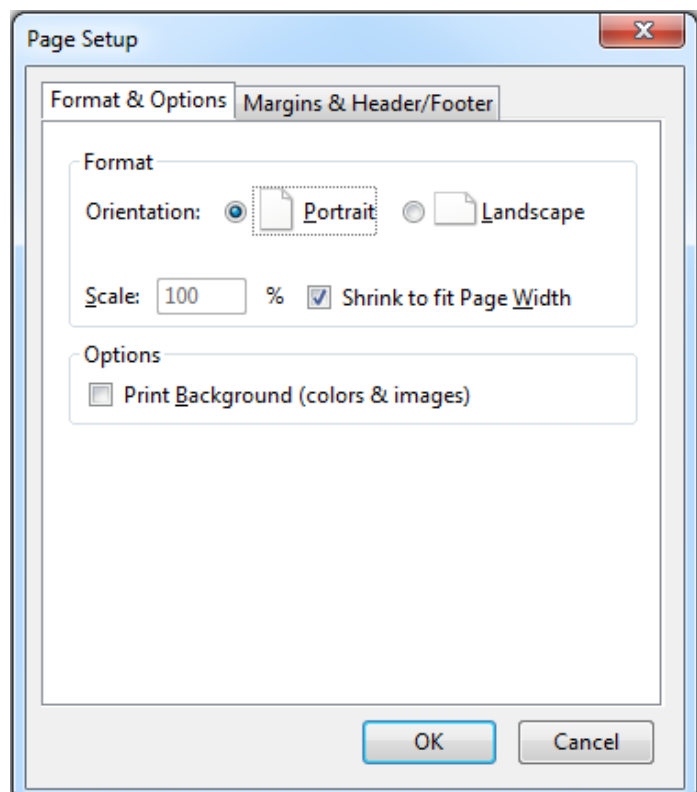 Page Setup
Format & Options Margins & Header/Footer
Format
Orientation: Portrait Landscape
Scale: 100 % Shrink to fit Page Width
Options
Print Background (colors & images)
OK Cancel